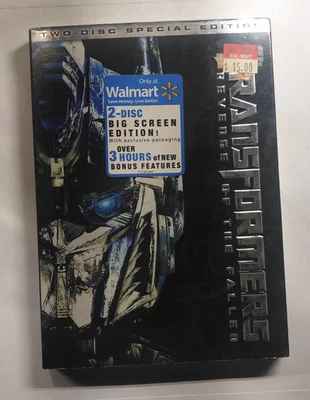 TWO-DISC SPECIAL EDITION
$15.00
Only at
Walmart
Save money. Live better.
2-DISC
BIG SCREEN
EDITION!
With exclusive packaging
OVER
3 HOURS of NEW
BONUS FEATURES
TRANSFORMERS
REVENGE OF THE FALLEN